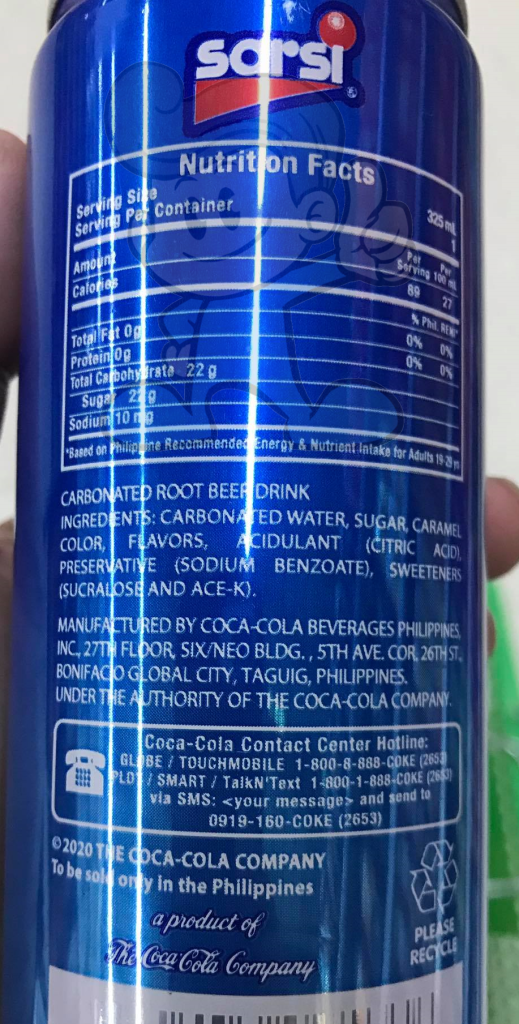 sarsi
®
Nutrition Facts
Serving Size 325 mL
Serving Per Container 1
Amount Per Serving Per 100 mL
Calories 89 27
% Phil. RENI*
Total Fat 0g 0% 0%
Protein 0g 0% 0%
Total Carbohydrate 22 g
Sugar 22 g
Sodium 10 mg
*Based on Philippine Recommended Energy & Nutrient Intake for Adults 19-29 yo
CARBONATED ROOT BEER DRINK
INGREDIENTS: CARBONATED WATER, SUGAR, CARAMEL
COLOR, FLAVORS, ACIDULANT (CITRIC ACID),
PRESERVATIVE (SODIUM BENZOATE), SWEETENERS
(SUCRALOSE AND ACE-K).
MANUFACTURED BY COCA-COLA BEVERAGES PHILIPPINES,
INC, 27TH FLOOR, SIX/NEO BLDG. , 5TH AVE. COR. 26TH ST.,
BONIFACIO GLOBAL CITY, TAGUIG, PHILIPPINES.
UNDER THE AUTHORITY OF THE COCA-COLA COMPANY.
Coca-Cola Contact Center Hotline:
GLOBE / TOUCHMOBILE 1-800-8-888-COKE (2653)
PLDT / SMART / TalkN'Text 1-800-1-888-COKE (2653)
via SMS: <your message> and send to
0919-160-COKE (2653)
©2020 THE COCA-COLA COMPANY
To be sold only in the Philippines
a product of
The Coca-Cola Company
PLEASE
RECYCLE